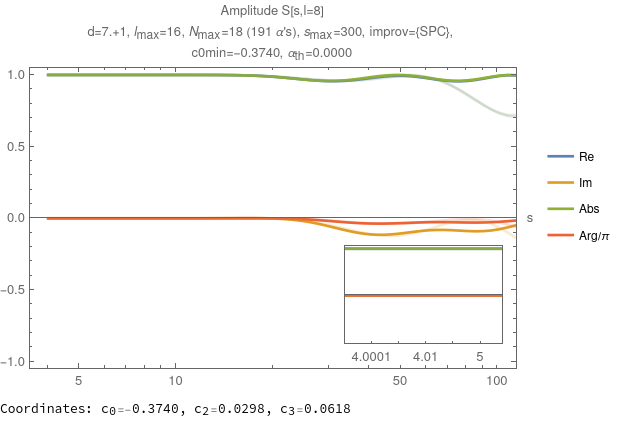 Amplitude S[s,l=8]
d=7.+1, lmax=16, Nmax=18 (191 α's), smax=300, improv={SPC},
c0min=-0.3740, αth=0.0000
1.0
0.5
0.0
-0.5
-1.0
s
Re
Im
Abs
Arg/π
4.0001 4.01 5
5 10 50 100
Coordinates: c0=-0.3740, c2=0.0298, c3=0.0618